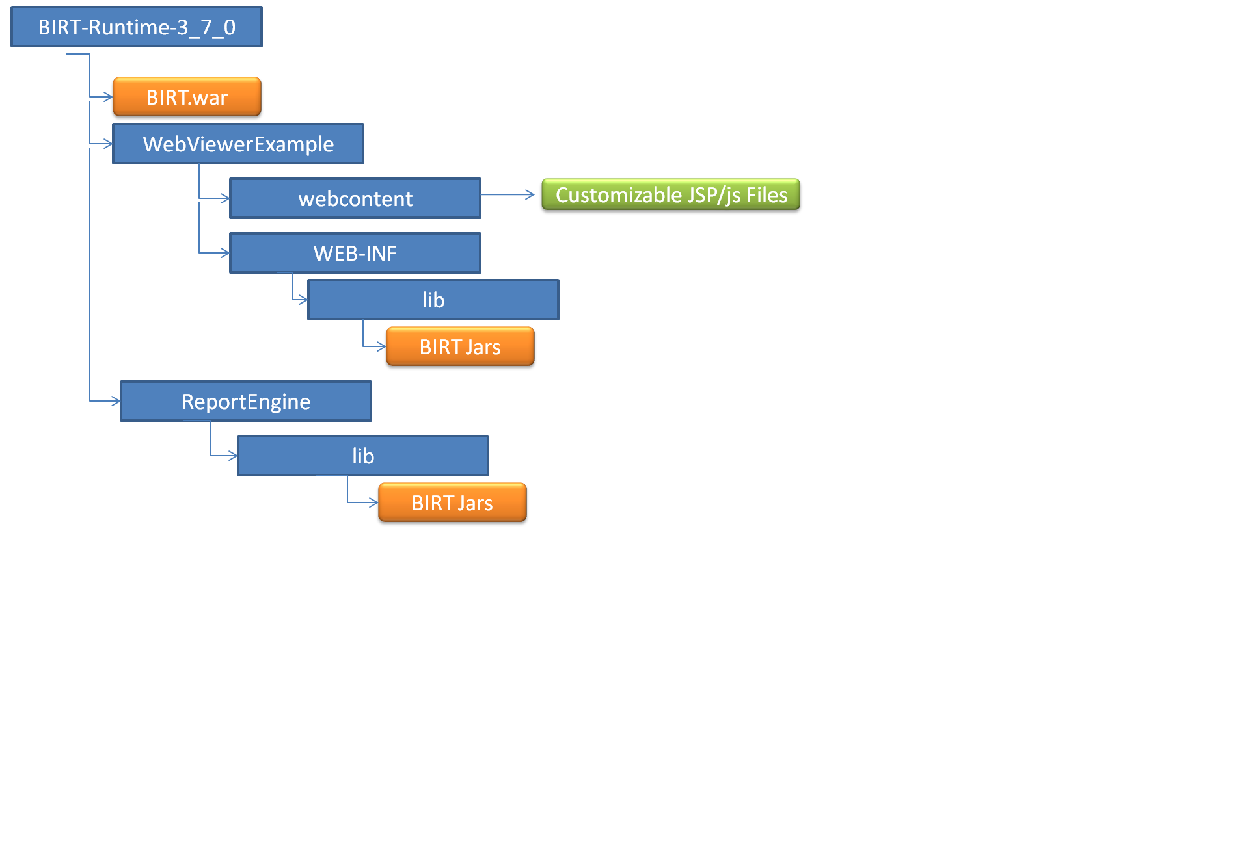 BIRT-Runtime-3_7_0
BIRT.war
WebViewerExample
webcontent
Customizable JSP/js Files
WEB-INF
lib
BIRT Jars
ReportEngine
lib
BIRT Jars